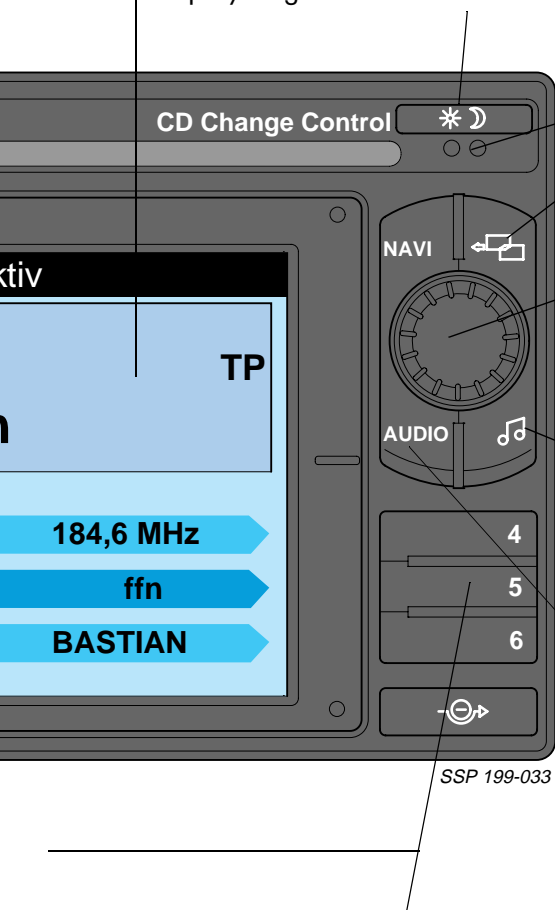 CD Change Control
NAVI
ktiv
TP
n
AUDIO
184,6 MHz
4
ffn
5
BASTIAN
6
SSP 199-033